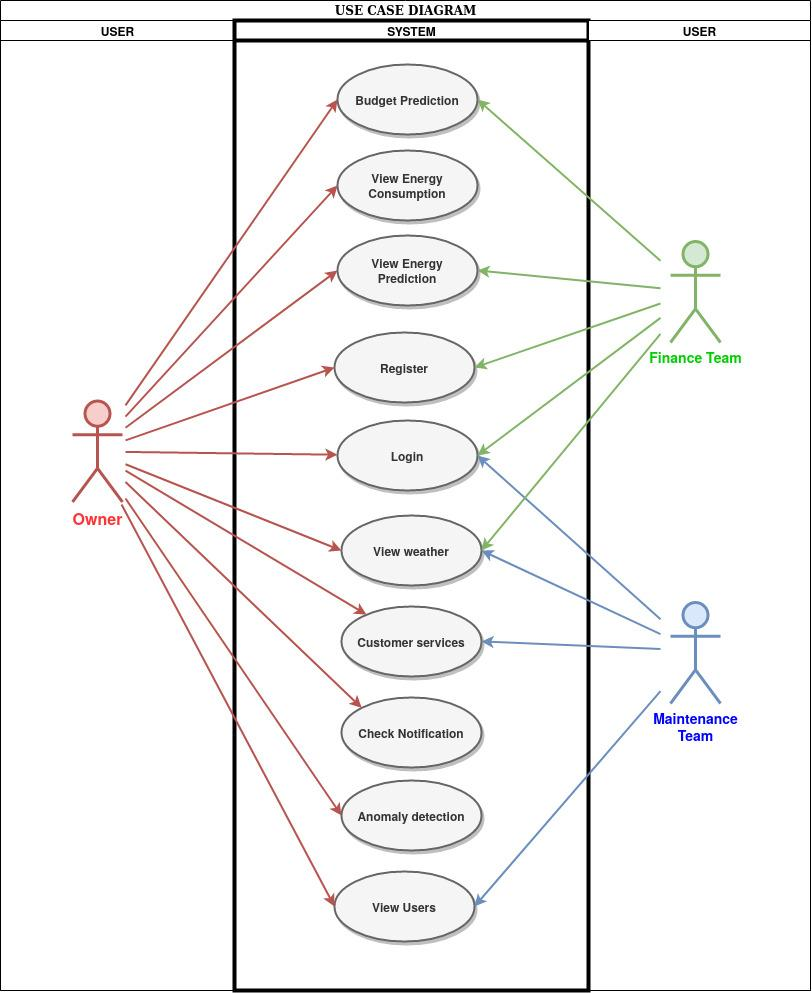 USE CASE DIAGRAM
USER
SYSTEM
USER
Budget Prediction
View Energy
Consumption
View Energy
Prediction
Finance Team
Register
Login
Owner
View weather
Customer services
Maintenance
Team
Check Notification
Anomaly detection
View Users